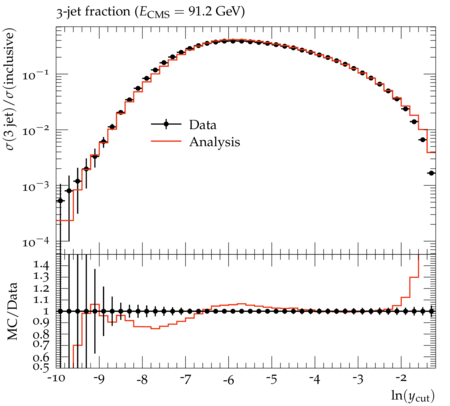 3-jet fraction (E_CMS = 91.2 GeV)
σ(3 jet)/σ(inclusive)
10⁻¹
10⁻²
10⁻³
10⁻⁴
Data
Analysis
MC/Data
1.4
1.3
1.2
1.1
1
0.9
0.8
0.7
0.6
0.5
-10 -9 -8 -7 -6 -5 -4 -3 -2
ln(y_cut)